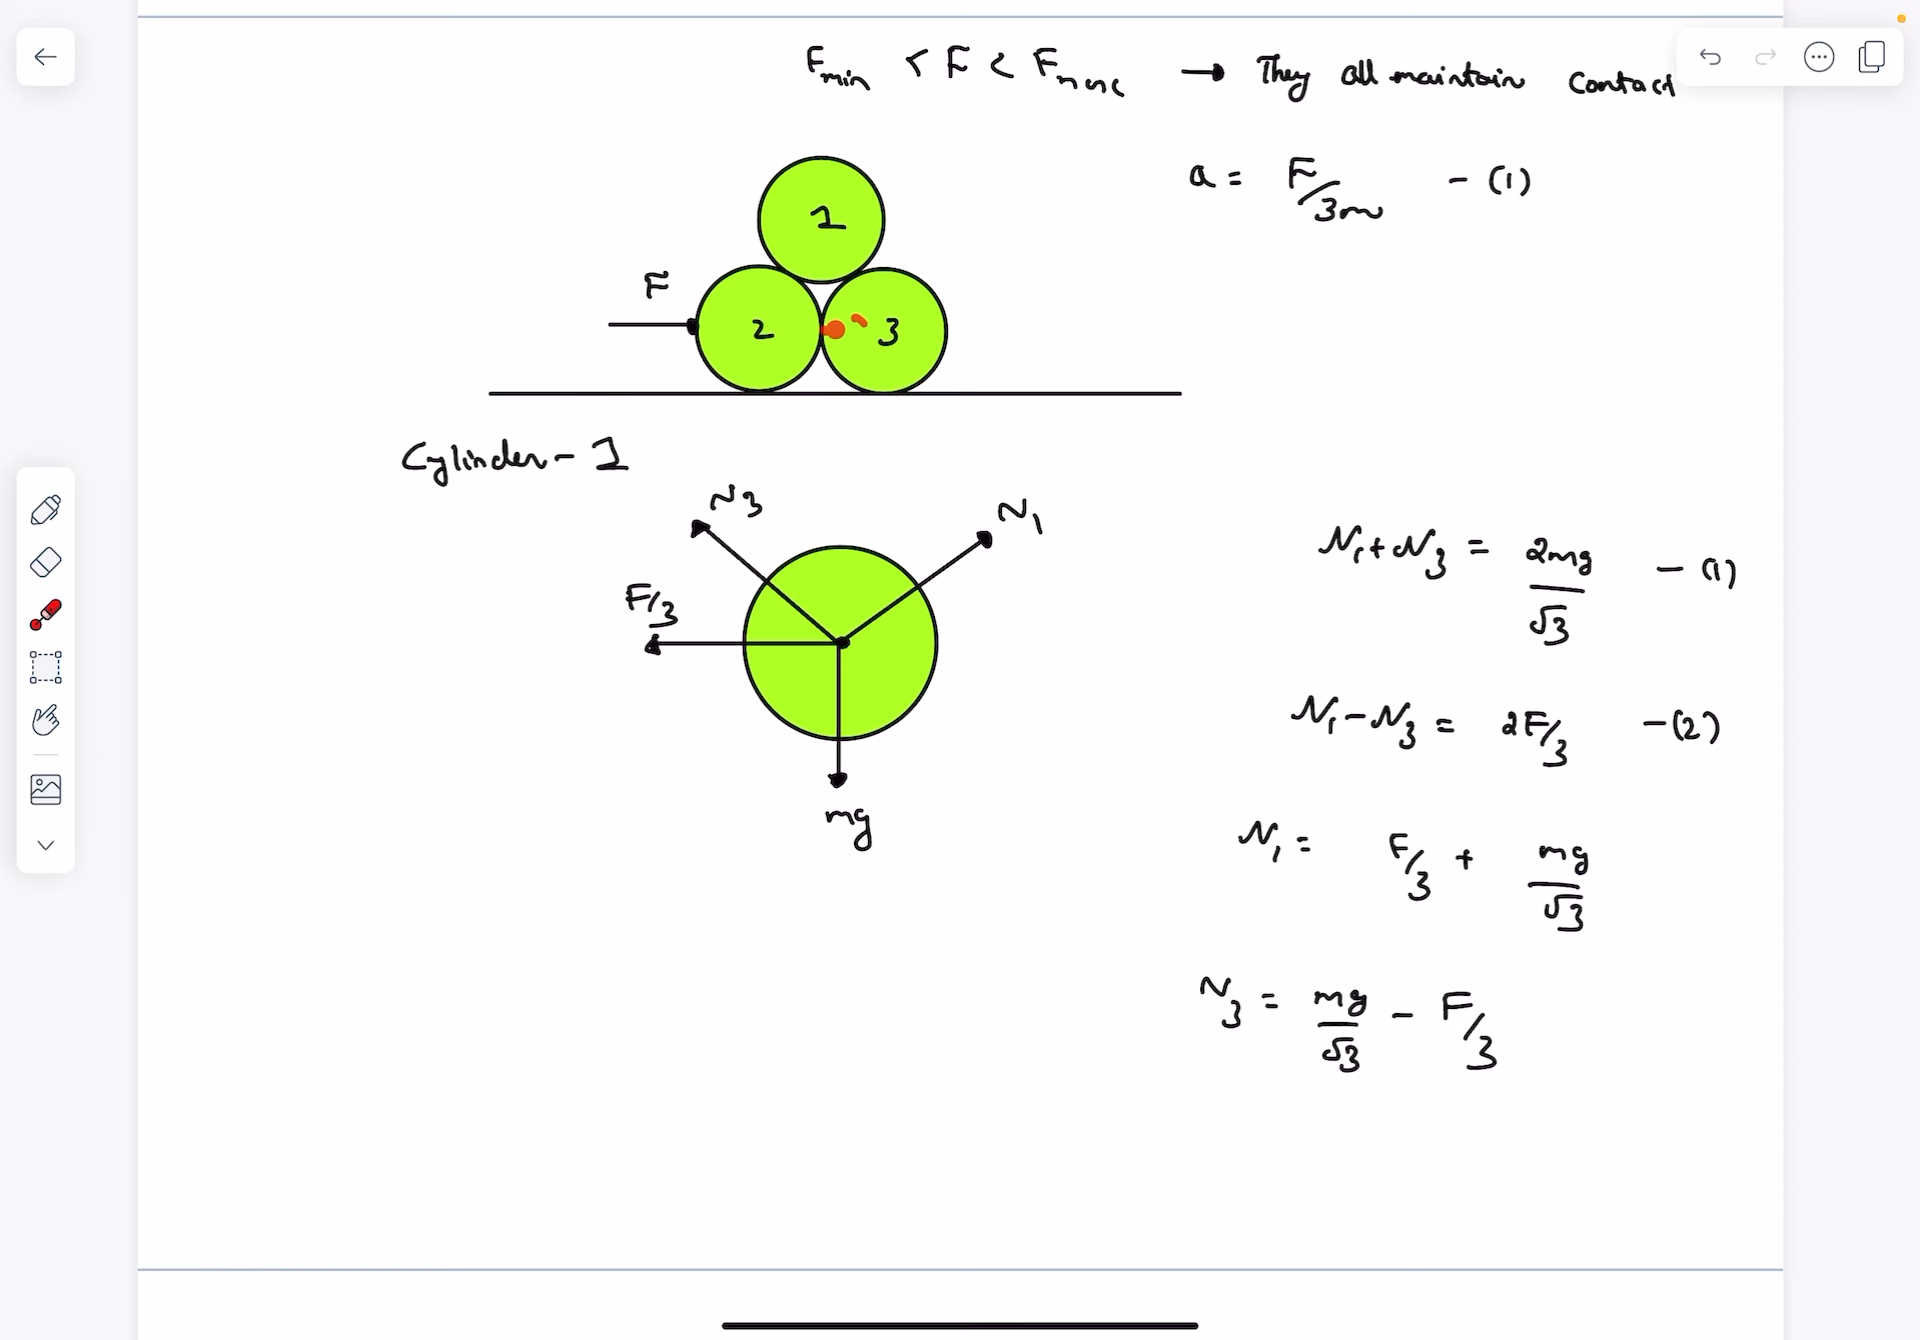 Fmin < F < Fmax → They all maintain contact
a = F/3m - (1)
1
F
2
3
Cylinder - 1
N3
N1
F/3
mg
N1 + N3 = 2mg/√3 - (1)
N1 - N3 = 2F/3 - (2)
N1 = F/3 + mg/√3
N3 = mg/√3 - F/3